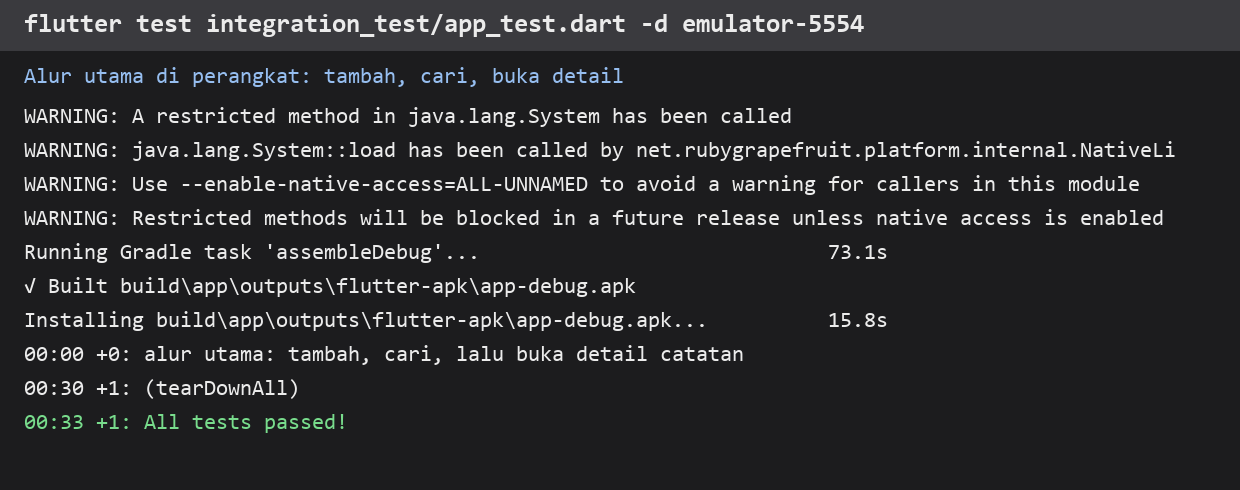 flutter test integration_test/app_test.dart -d emulator-5554
Alur utama di perangkat: tambah, cari, buka detail
WARNING: A restricted method in java.lang.System has been called
WARNING: java.lang.System::load has been called by net.rubygrapefruit.platform.internal.NativeLi
WARNING: Use --enable-native-access=ALL-UNNAMED to avoid a warning for callers in this module
WARNING: Restricted methods will be blocked in a future release unless native access is enabled
Running Gradle task 'assembleDebug'... 73.1s
√ Built build\app\outputs\flutter-apk\app-debug.apk
Installing build\app\outputs\flutter-apk\app-debug.apk... 15.8s
00:00 +0: alur utama: tambah, cari, lalu buka detail catatan
00:30 +1: (tearDownAll)
00:33 +1: All tests passed!